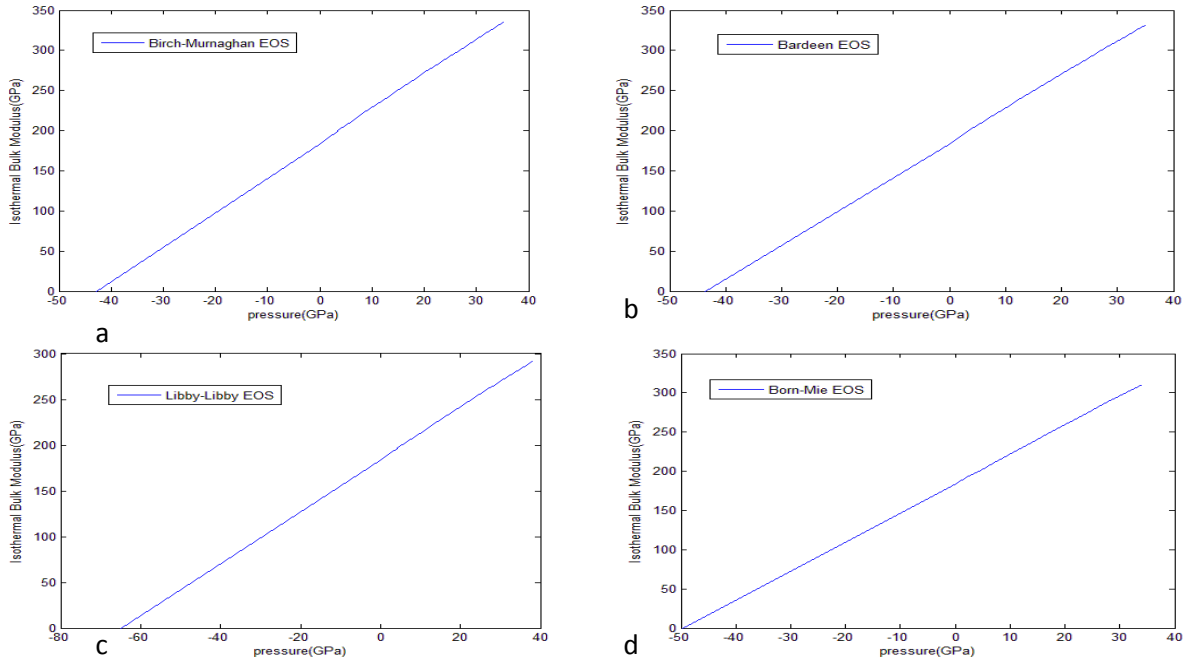 350
300
250
200
150
100
50
0
Isothermal Bulk Modulus(GPa)
Birch-Murnaghan EOS
-50 -40 -30 -20 -10 0 10 20 30 40
pressure(GPa)
a
350
300
250
200
150
100
50
0
Isothermal Bulk Modulus(GPa)
Bardeen EOS
-50 -40 -30 -20 -10 0 10 20 30 40
pressure(GPa)
b
300
250
200
150
100
50
0
Isothermal Bulk Modulus(GPa)
Libby-Libby EOS
-80 -60 -40 -20 0 20 40
pressure(GPa)
c
350
300
250
200
150
100
50
0
Isothermal Bulk Modulus(GPa)
Born-Mie EOS
-50 -40 -30 -20 -10 0 10 20 30 40
pressure(GPa)
d